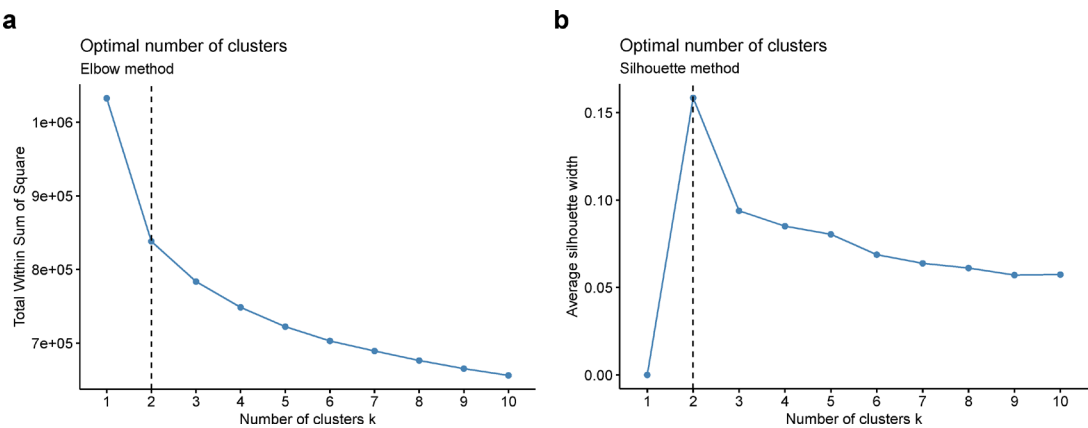 a
Optimal number of clusters
Elbow method
Total Within Sum of Square
1e+06
9e+05
8e+05
7e+05
1 2 3 4 5 6 7 8 9 10
Number of clusters k
b
Optimal number of clusters
Silhouette method
Average silhouette width
0.15
0.10
0.05
0.00
1 2 3 4 5 6 7 8 9 10
Number of clusters k